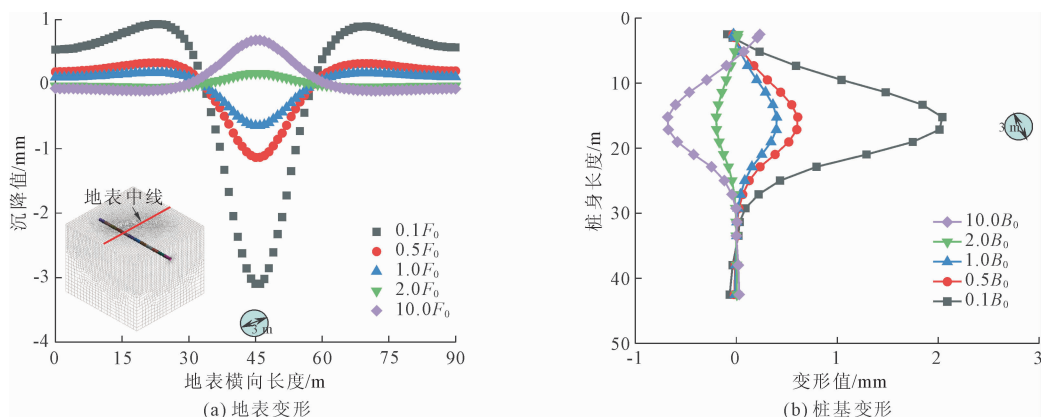 1
0
-1
-2
-3
-4
沉降值/mm
地表中线
0.1F₀
0.5F₀
1.0F₀
2.0F₀
10.0F₀
3 m
0 15 30 45 60 75 90
地表横向长度/m
(a) 地表变形
0
10
20
30
40
50
桩身长度/m
3 m
10.0B₀
2.0B₀
1.0B₀
0.5B₀
0.1B₀
-1 0 1 2 3
变形值/mm
(b) 桩基变形